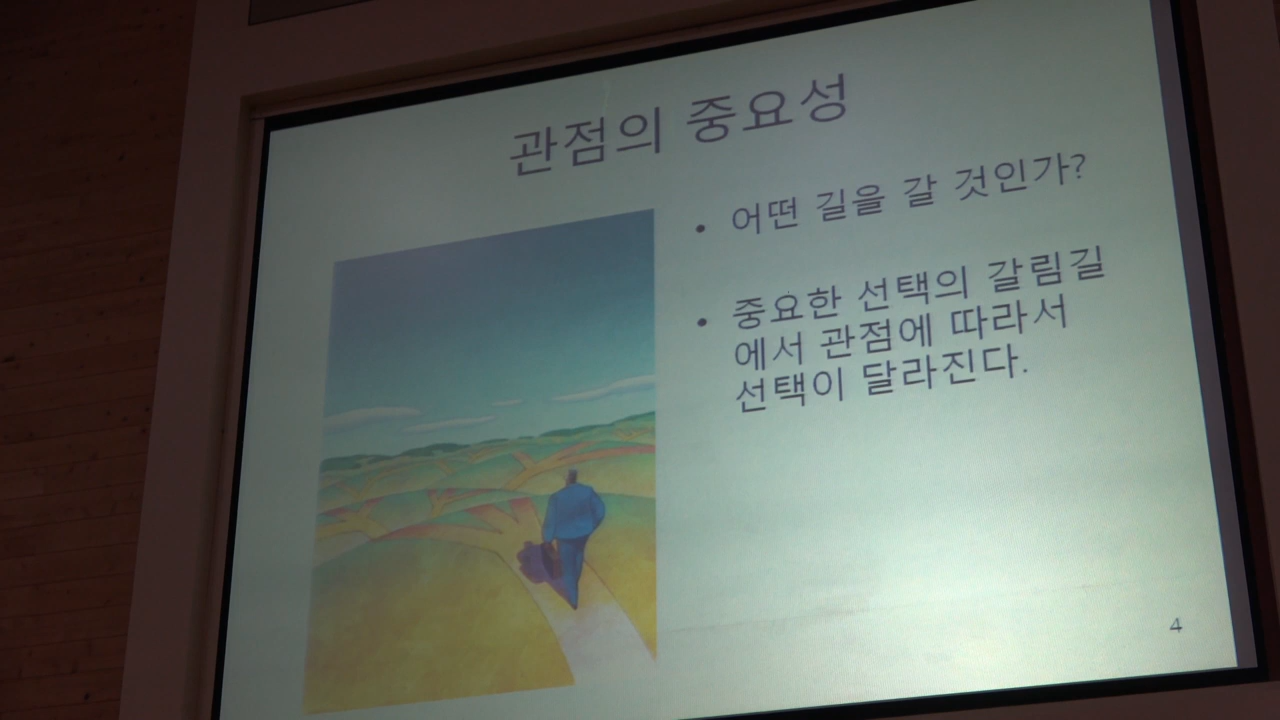 관점의 중요성
• 어떤 길을 갈 것인가?
• 중요한 선택의 갈림길
에서 관점에 따라서
선택이 달라진다.
4